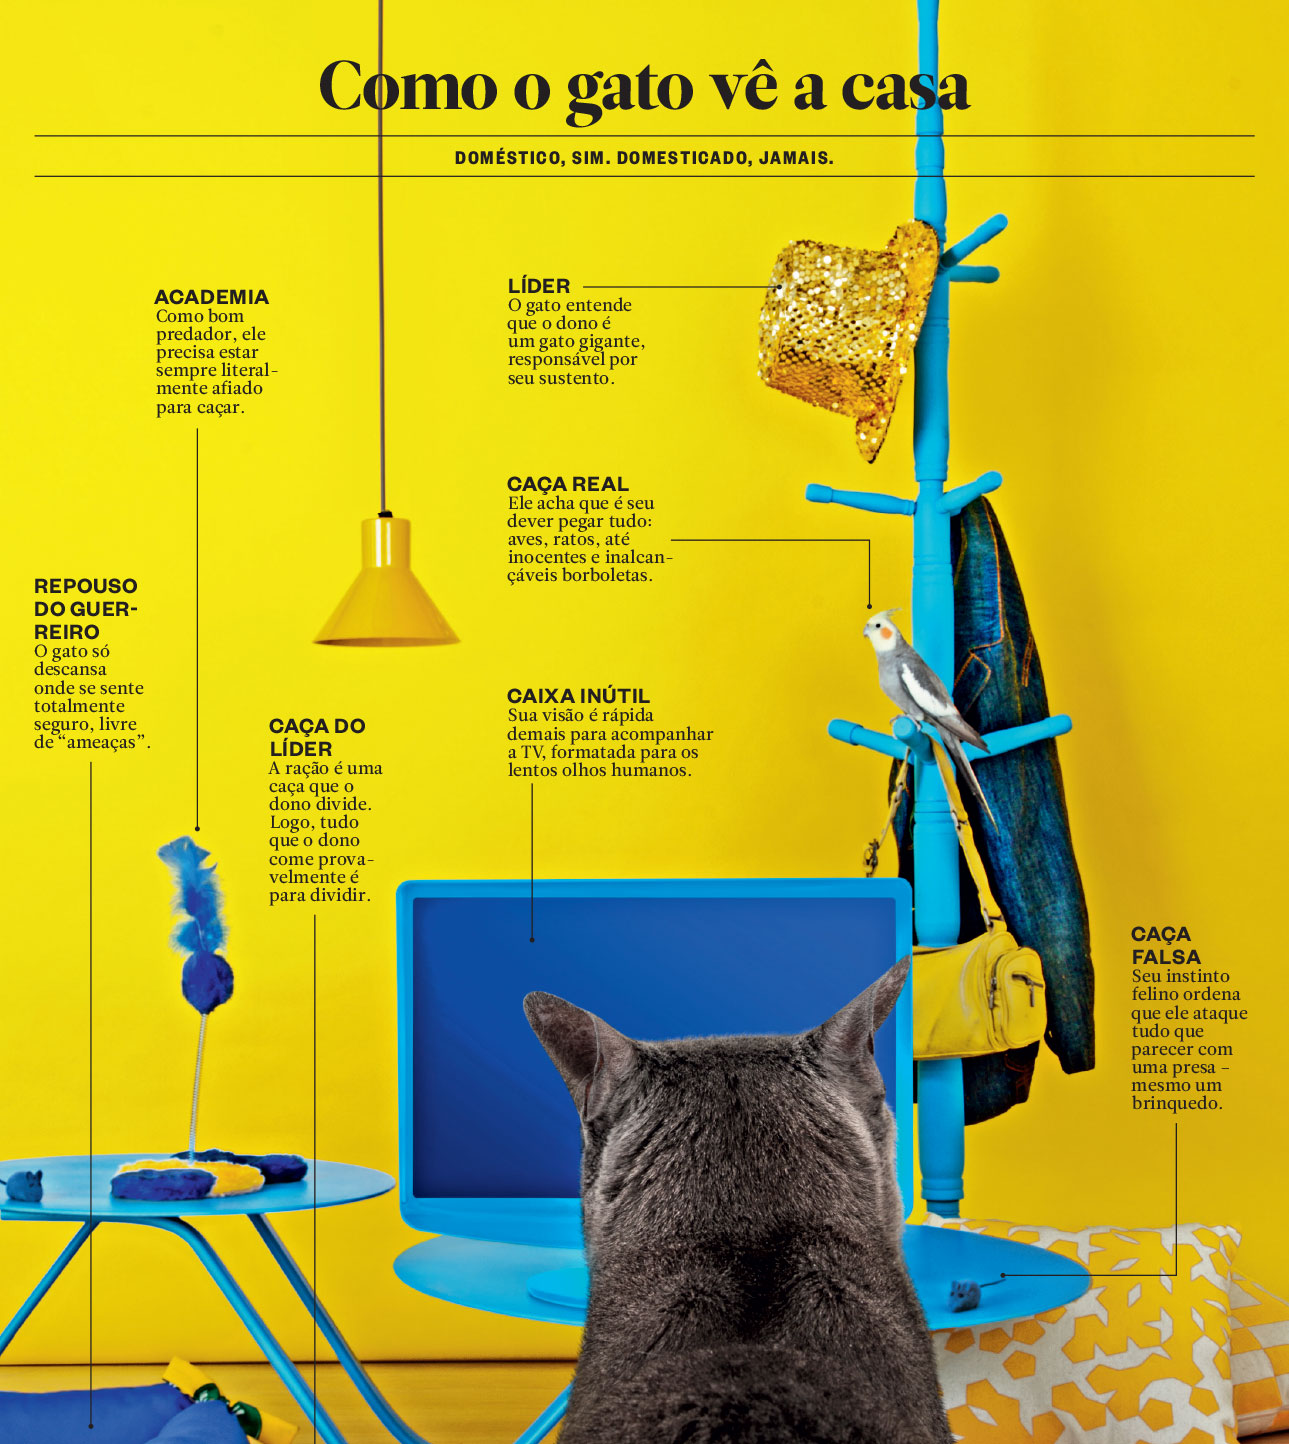 Como o gato vê a casa
DOMÉSTICO, SIM. DOMESTICADO, JAMAIS.
ACADEMIA
Como bom
predador, ele
precisa estar
sempre literal-
mente afiado
para caçar.
LÍDER
O gato entende
que o dono é
um gato gigante,
responsável por
seu sustento.
CAÇA REAL
Ele acha que é seu
dever pegar tudo:
aves, ratos, até
inocentes e inalcan-
çáveis borboletas.
REPOUSO
DO GUER-
REIRO
O gato só
descansa
onde se sente
totalmente
seguro, livre
de “ameaças”.
CAÇA DO
LÍDER
A ração é uma
caça que o
dono divide.
Logo, tudo
que o dono
come prova-
velmente é
para dividir.
CAIXA INÚTIL
Sua visão é rápida
demais para acompanhar
a TV, formatada para os
lentos olhos humanos.
CAÇA
FALSA
Seu instinto
felino ordena
que ele ataque
tudo que
parecer com
uma presa –
mesmo um
brinquedo.